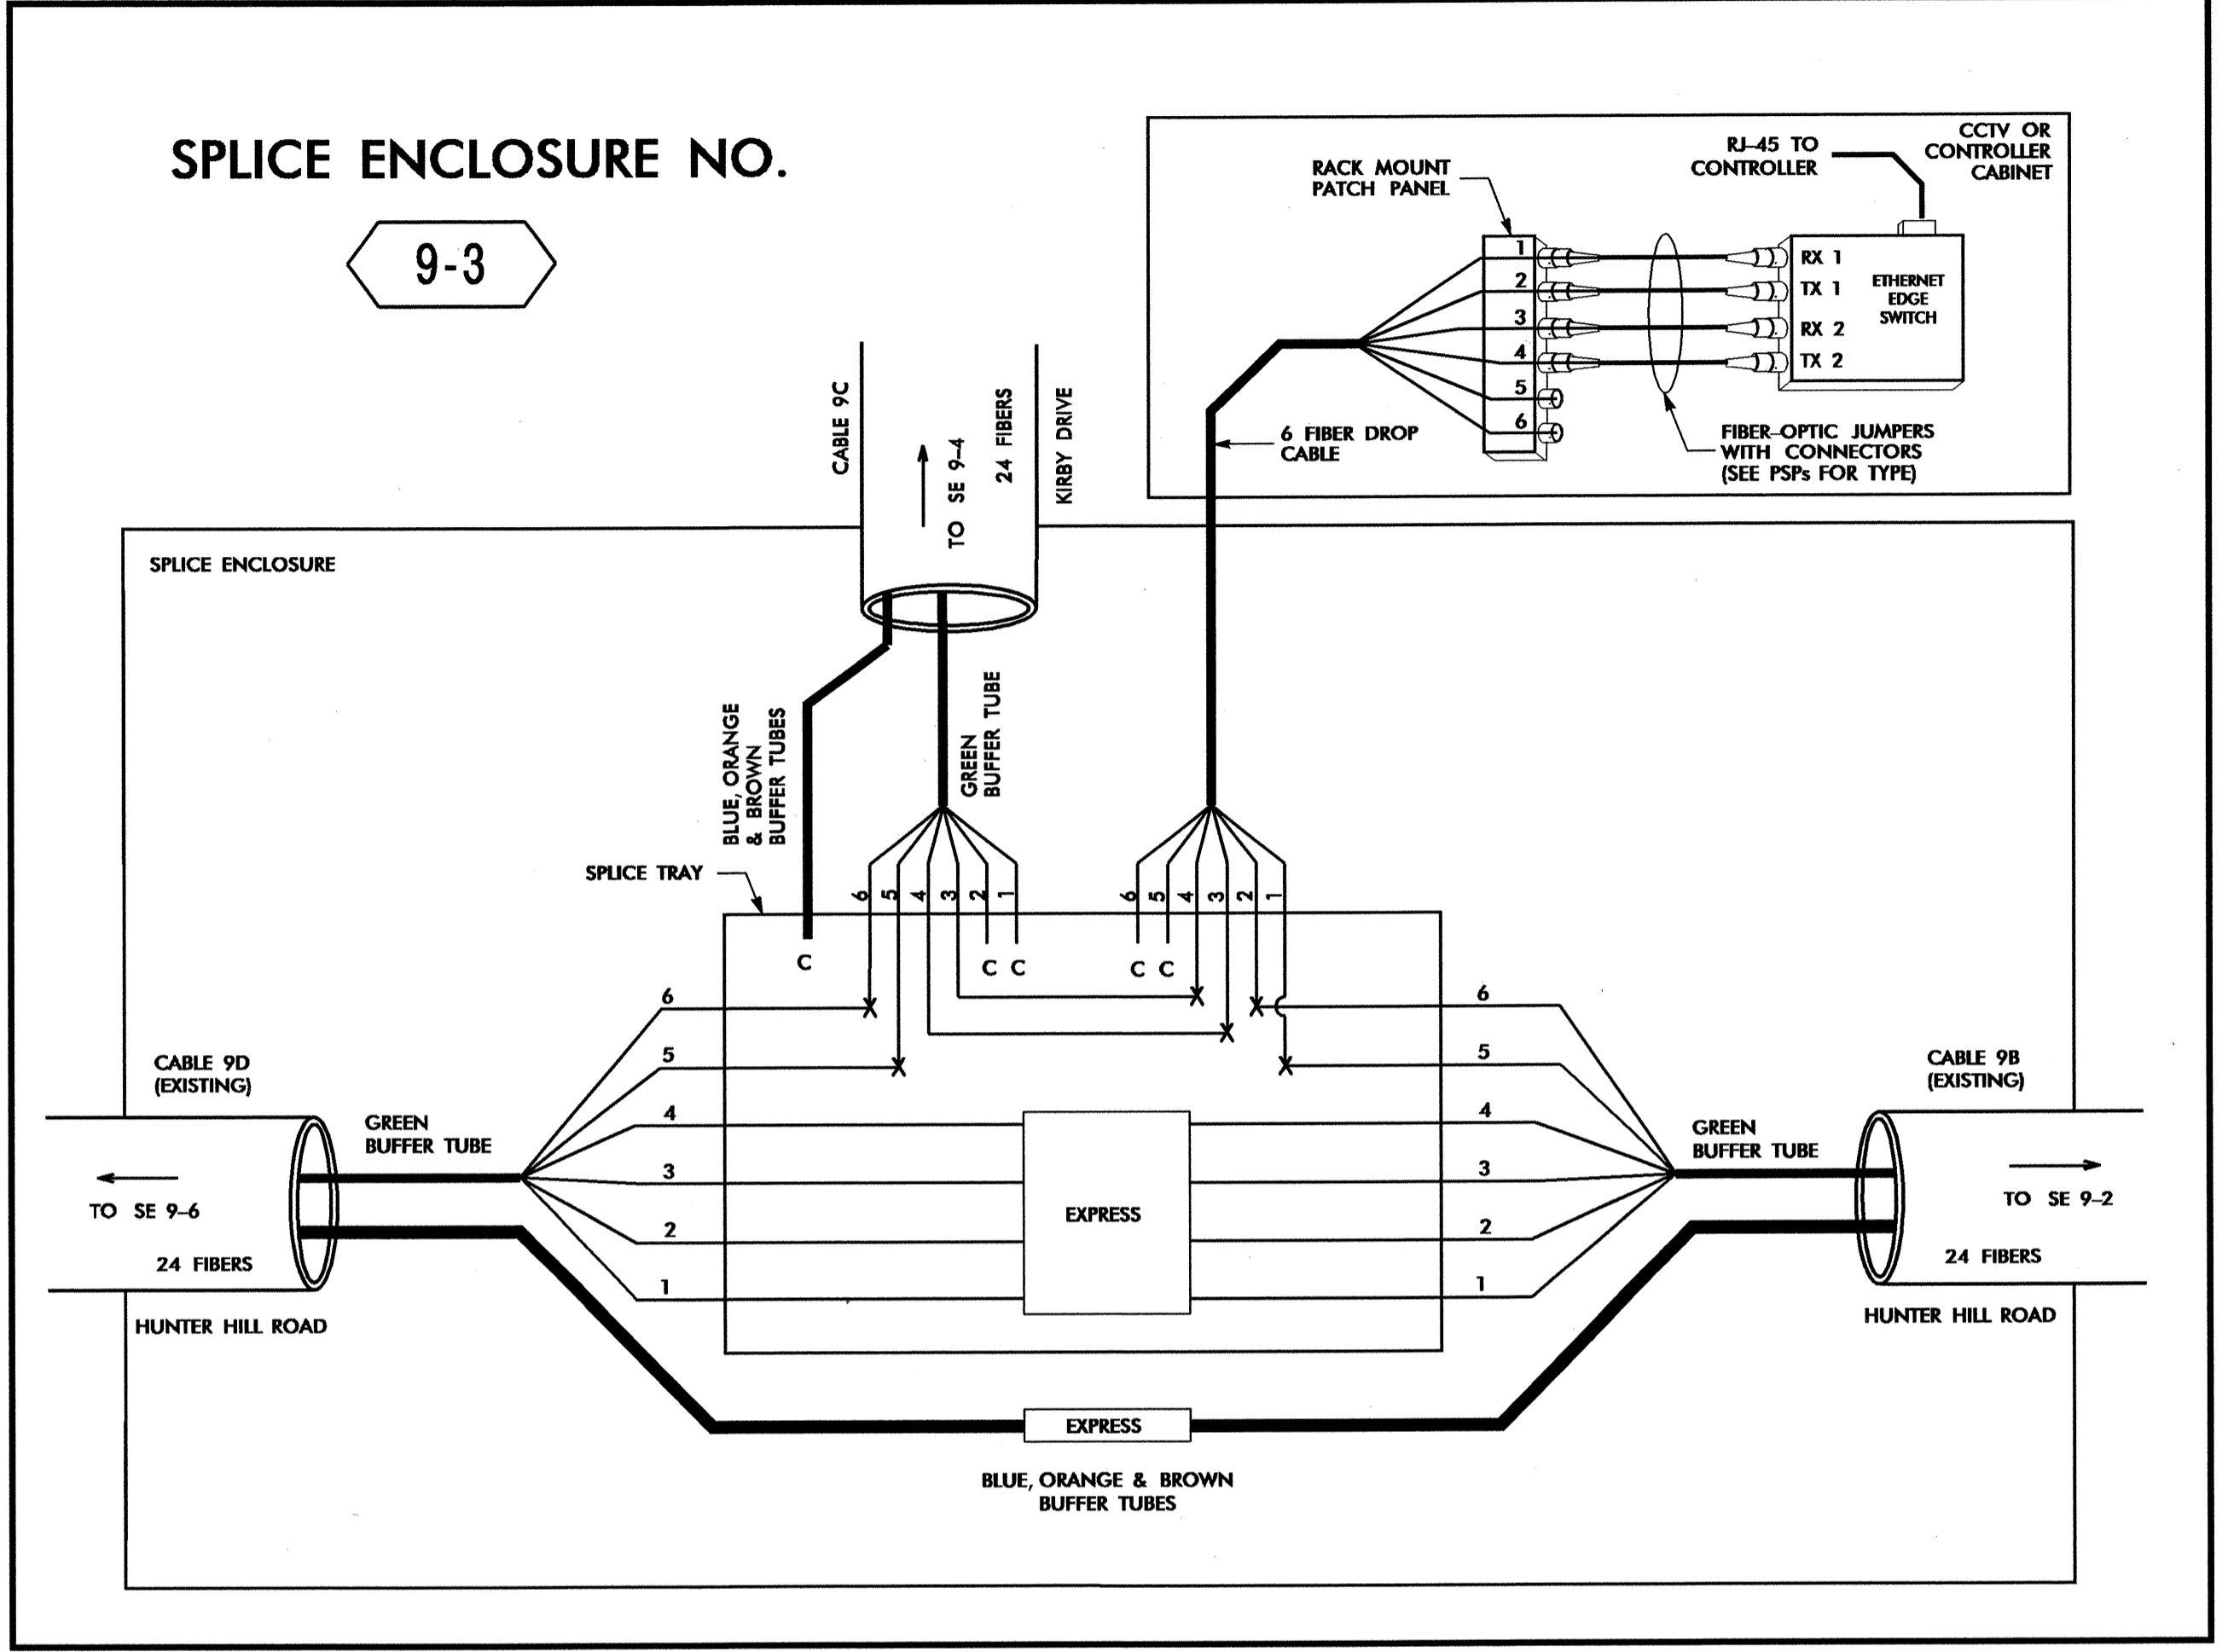 SPLICE ENCLOSURE NO.
9-3
CCTV OR
CONTROLLER
CABINET
RJ-45 TO
CONTROLLER
RACK MOUNT
PATCH PANEL
1
2
3
4
5
6
RX 1
TX 1
RX 2
TX 2
ETHERNET
EDGE
SWITCH
6 FIBER DROP
CABLE
FIBER-OPTIC JUMPERS
WITH CONNECTORS
(SEE PSPs FOR TYPE)
CABLE 9C
TO SE 9-4
24 FIBERS
KIRBY DRIVE
SPLICE ENCLOSURE
BLUE, ORANGE
& BROWN
BUFFER TUBES
GREEN
BUFFER TUBE
SPLICE TRAY
6 5 4 3 2 1
6 5 4 3 2 1
C
C C
C C
6
5
4
3
2
1
6
5
4
3
2
1
CABLE 9D
(EXISTING)
GREEN
BUFFER TUBE
TO SE 9-6
24 FIBERS
HUNTER HILL ROAD
EXPRESS
CABLE 9B
(EXISTING)
GREEN
BUFFER TUBE
TO SE 9-2
24 FIBERS
HUNTER HILL ROAD
EXPRESS
BLUE, ORANGE & BROWN
BUFFER TUBES